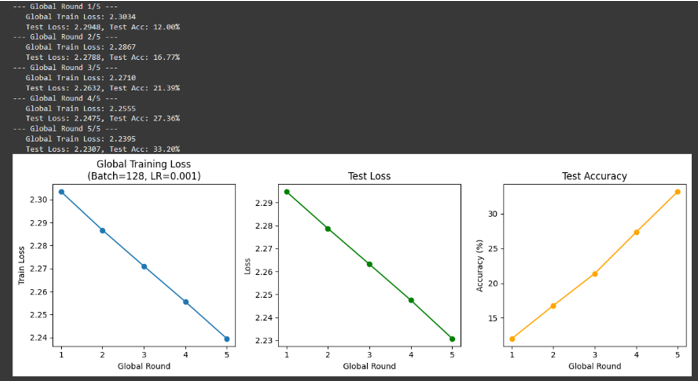 --- Global Round 1/5 ---
Global Train Loss: 2.3034
Test Loss: 2.2948, Test Acc: 12.00%
--- Global Round 2/5 ---
Global Train Loss: 2.2867
Test Loss: 2.2788, Test Acc: 16.77%
--- Global Round 3/5 ---
Global Train Loss: 2.2710
Test Loss: 2.2632, Test Acc: 21.39%
--- Global Round 4/5 ---
Global Train Loss: 2.2555
Test Loss: 2.2475, Test Acc: 27.36%
--- Global Round 5/5 ---
Global Train Loss: 2.2395
Test Loss: 2.2307, Test Acc: 33.20%
Global Training Loss
(Batch=128, LR=0.001)
Train Loss
2.30
2.29
2.28
2.27
2.26
2.25
2.24
1 2 3 4 5
Global Round
Test Loss
Loss
2.29
2.28
2.27
2.26
2.25
2.24
2.23
1 2 3 4 5
Global Round
Test Accuracy
Accuracy (%)
30
25
20
15
1 2 3 4 5
Global Round